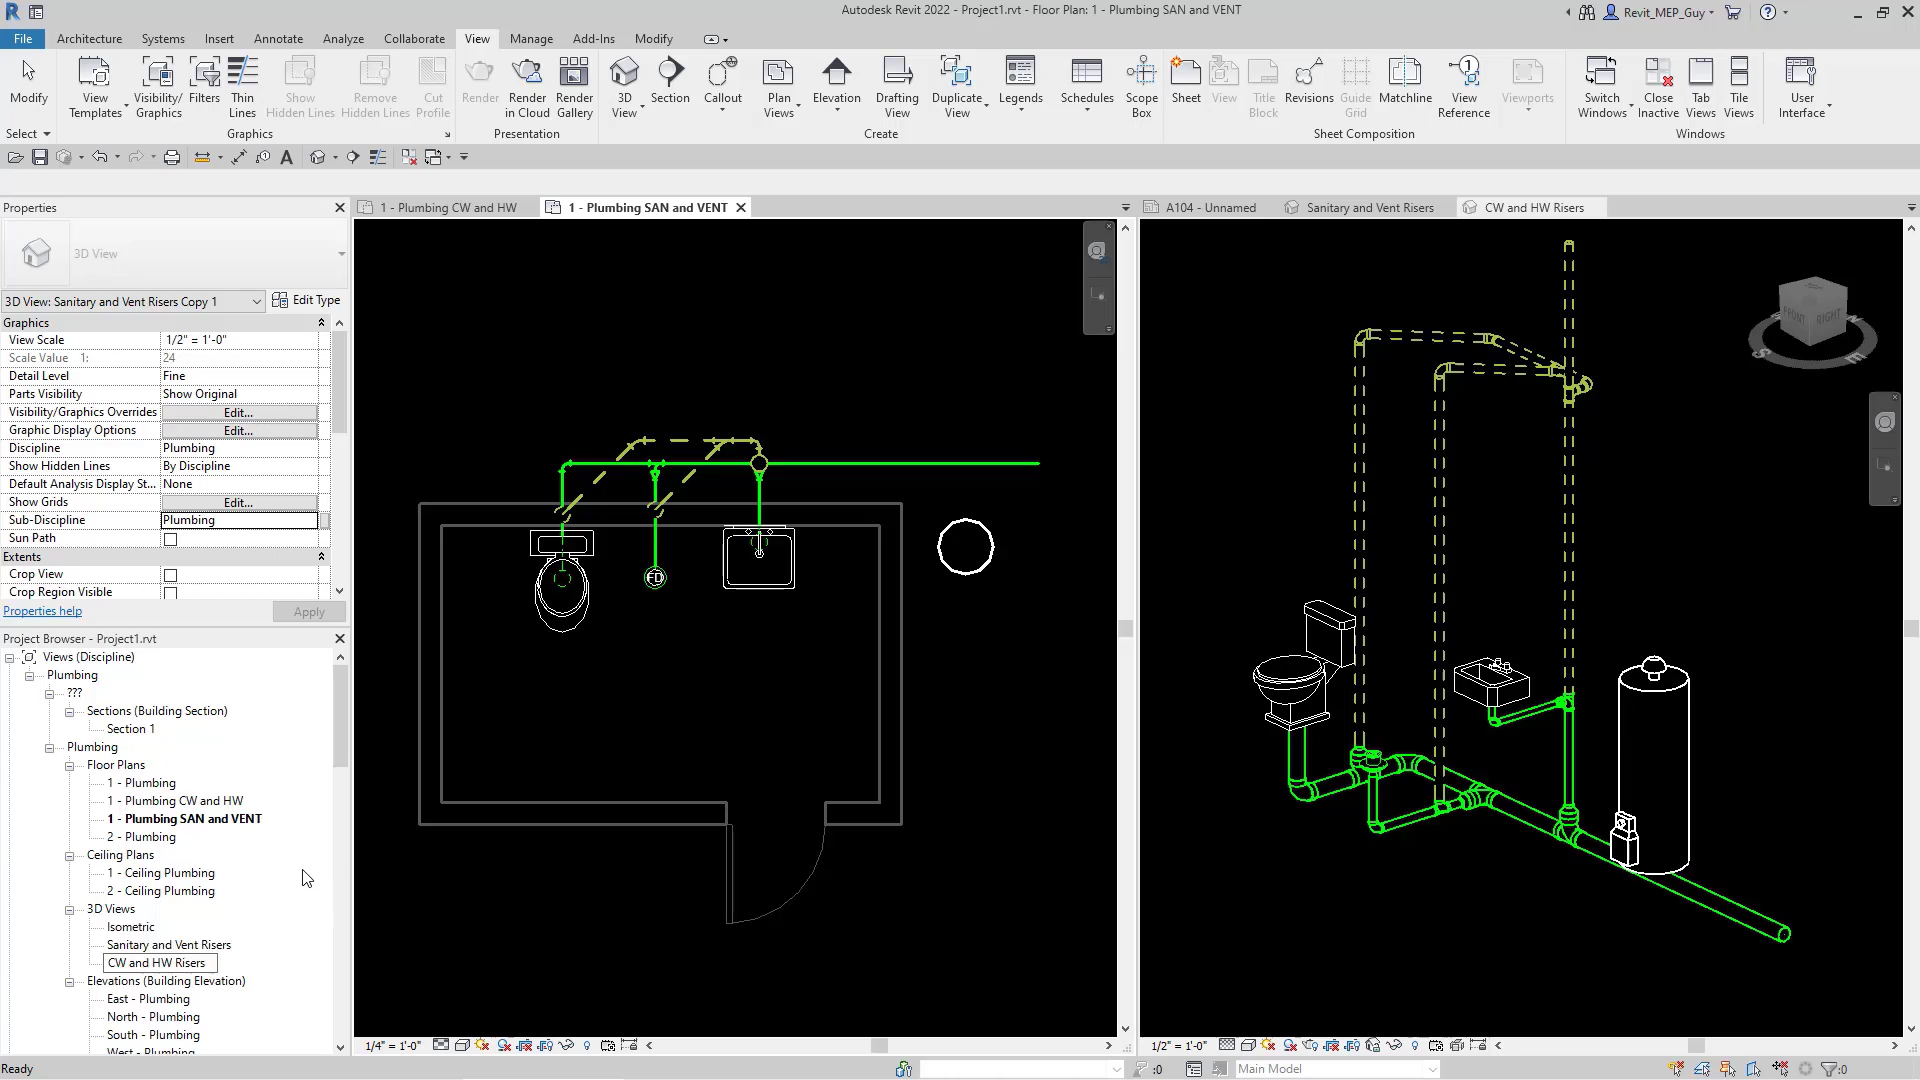 Autodesk Revit 2022 - Project1.rvt - Floor Plan: 1 - Plumbing SAN and VENT
Revit_MEP_Guy
File Architecture Systems Insert Annotate Analyze Collaborate View Manage Add-Ins Modify
Modify
View Templates
Visibility/ Graphics
Filters
Thin Lines
Show Hidden Lines
Remove Hidden Lines
Cut Profile
Render
Render in Cloud
Render Gallery
3D View
Section
Callout
Plan Views
Elevation
Drafting View
Duplicate View
Legends
Schedules
Scope Box
Sheet
View
Title Block
Revisions
Guide Grid
Matchline
View Reference
Viewports
Switch Windows
Close Inactive
Tab Views
Tile Views
User Interface
Select Graphics Presentation Create Sheet Composition Windows
Properties
1 - Plumbing CW and HW
1 - Plumbing SAN and VENT
A104 - Unnamed
Sanitary and Vent Risers
CW and HW Risers
3D View
3D View: Sanitary and Vent Risers Copy 1
Edit Type
Graphics
View Scale 1/2" = 1'-0"
Scale Value 1: 24
Detail Level Fine
Parts Visibility Show Original
Visibility/Graphics Overrides Edit...
Graphic Display Options Edit...
Discipline Plumbing
Show Hidden Lines By Discipline
Default Analysis Display St... None
Show Grids Edit...
Sub-Discipline Plumbing
Sun Path
Extents
Crop View
Crop Region Visible
Properties help
Apply
Project Browser - Project1.rvt
Views (Discipline)
Plumbing
???
Sections (Building Section)
Section 1
Plumbing
Floor Plans
1 - Plumbing
1 - Plumbing CW and HW
1 - Plumbing SAN and VENT
2 - Plumbing
Ceiling Plans
1 - Ceiling Plumbing
2 - Ceiling Plumbing
3D Views
Isometric
Sanitary and Vent Risers
CW and HW Risers
Elevations (Building Elevation)
East - Plumbing
North - Plumbing
South - Plumbing
West - Plumbing
FD
FRONT RIGHT
S E N
1/4" = 1'-0"
1/2" = 1'-0"
Ready
:0
Main Model
:0